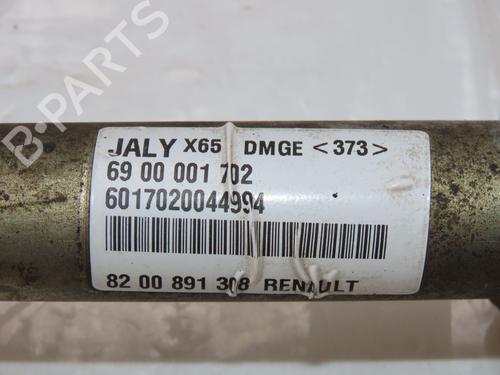 B-PARTS
JALY X65 DMGE <373>
69 00 001 702
6017020044994
82 00 891 308 RENAULT